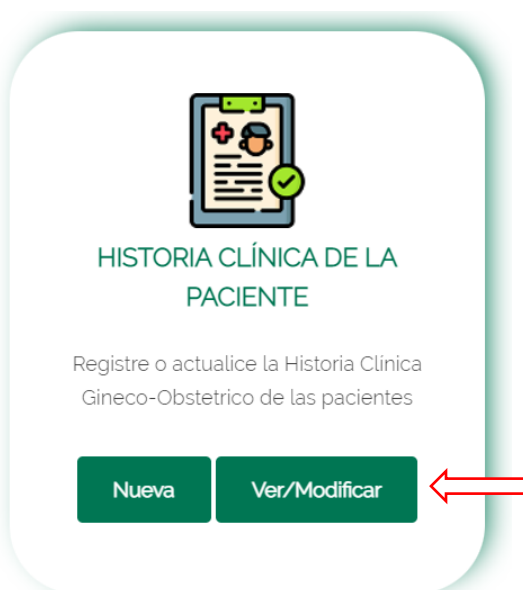 HISTORIA CLÍNICA DE LA
PACIENTE
Registre o actualice la Historia Clínica
Gineco-Obstetrico de las pacientes
Nueva
Ver/Modificar